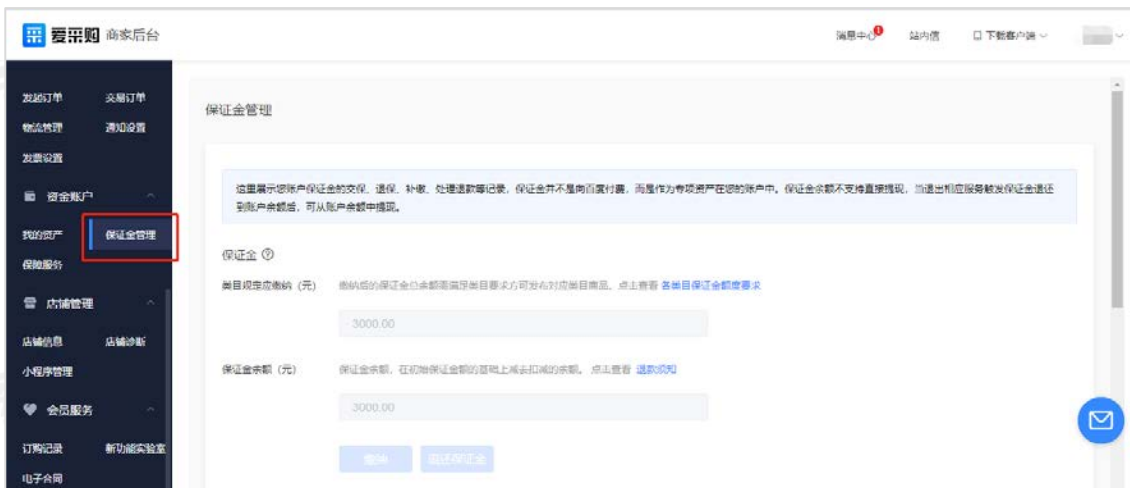 爱采购 商家后台
消息中心 1 站内信 下载客户端
发起订单 交易订单
物流管理 通知设置
发票设置
资金账户
我的资产 保证金管理
保障服务
店铺管理
店铺信息 店铺诊断
小程序管理
会员服务
订购记录 新功能实验室
电子合同
保证金管理
这里展示您账户保证金的交保、退保、补缴、处理退款等记录，保证金并不是向百度付费，而是作为专项资产在您的账户中。保证金余额不支持直接提现，当退出相应服务触发保证金退还
到账户余额后，可从账户余额中提现。
保证金 ?
类目规定应缴纳（元） 缴纳后的保证金总余额需满足类目要求方可发布对应类目商品，点击查看 各类目保证金额度要求
3000.00
保证金余额（元） 保证金余额，在初始保证金额的基础上减去扣减的余额。 点击查看 退款须知
3000.00
缴纳 退还保证金